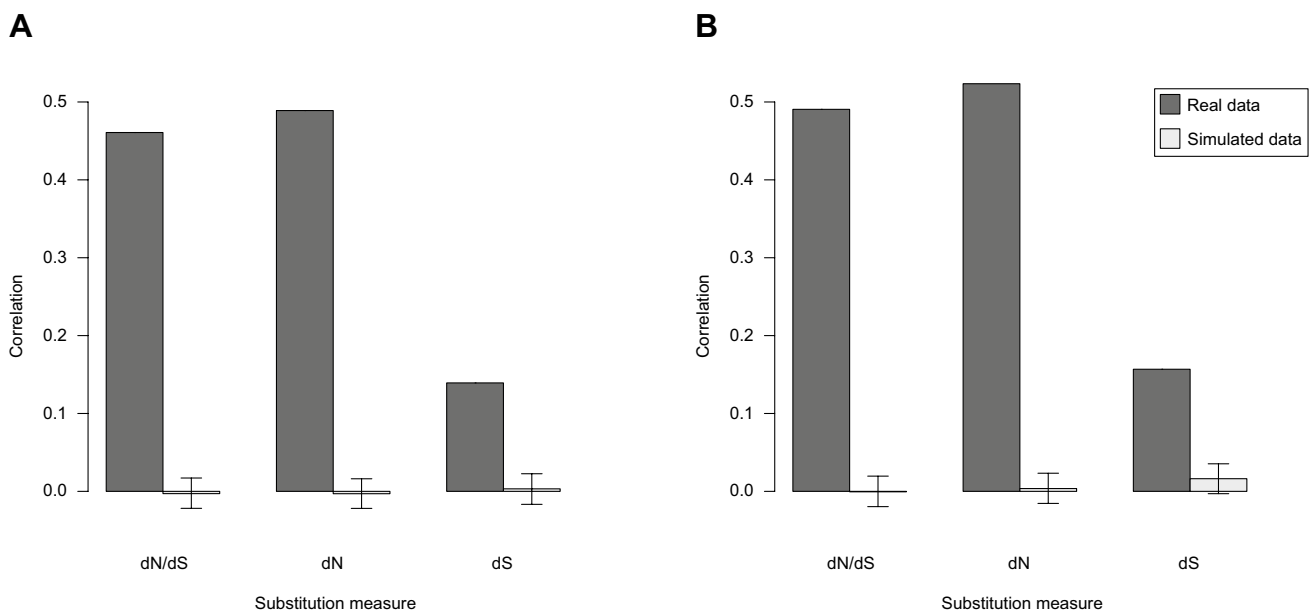 A
0.5
0.4
0.3
0.2
0.1
0.0
Correlation
dN/dS dN dS
Substitution measure
B
0.5
0.4
0.3
0.2
0.1
0.0
Correlation
dN/dS dN dS
Substitution measure
Real data
Simulated data